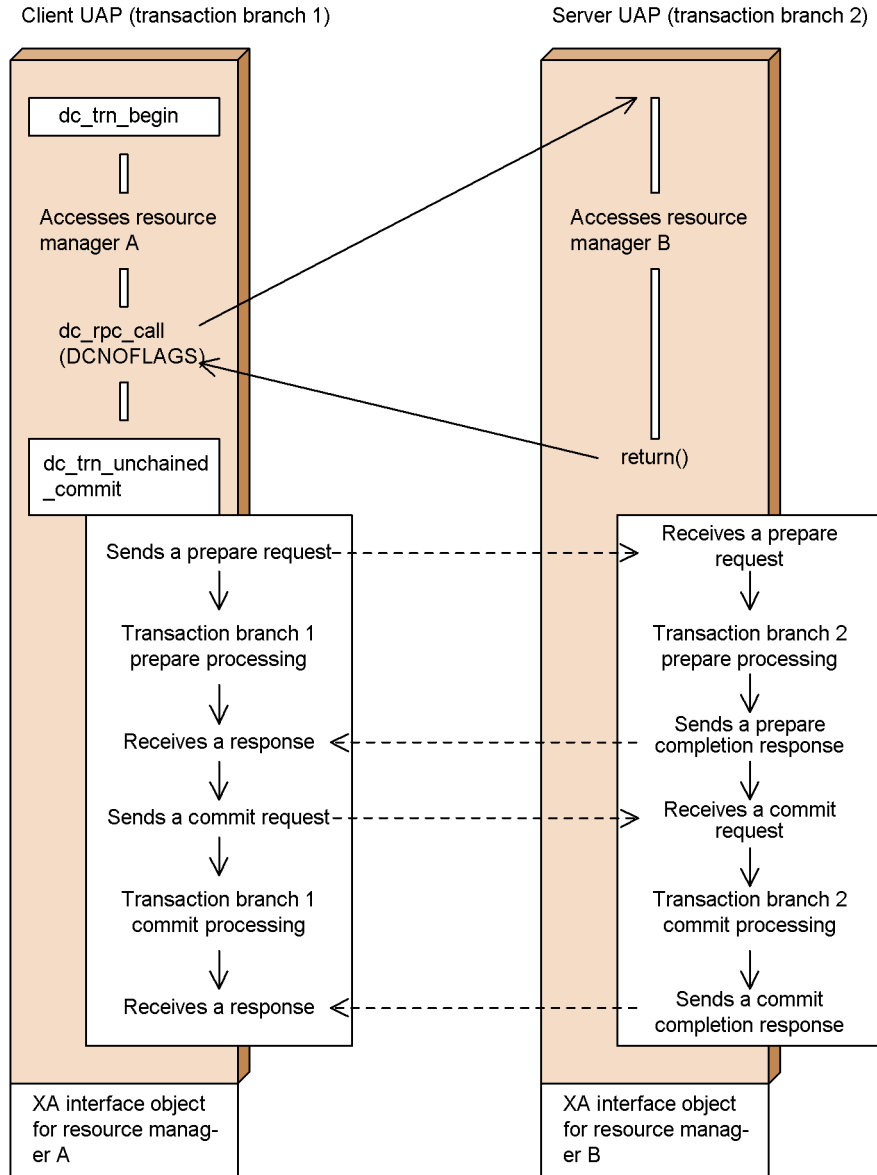 Client UAP (transaction branch 1)
Server UAP (transaction branch 2)
dc_trn_begin
Accesses resource
manager A
dc_rpc_call
(DCNOFLAGS)
dc_trn_unchained
_commit
Accesses resource
manager B
return()
Sends a prepare request
Transaction branch 1
prepare processing
Receives a response
Sends a commit request
Transaction branch 1
commit processing
Receives a response
Receives a prepare
request
Transaction branch 2
prepare processing
Sends a prepare
completion response
Receives a commit
request
Transaction branch 2
commit processing
Sends a commit
completion response
XA interface object
for resource manag-
er A
XA interface object
for resource manag-
er B